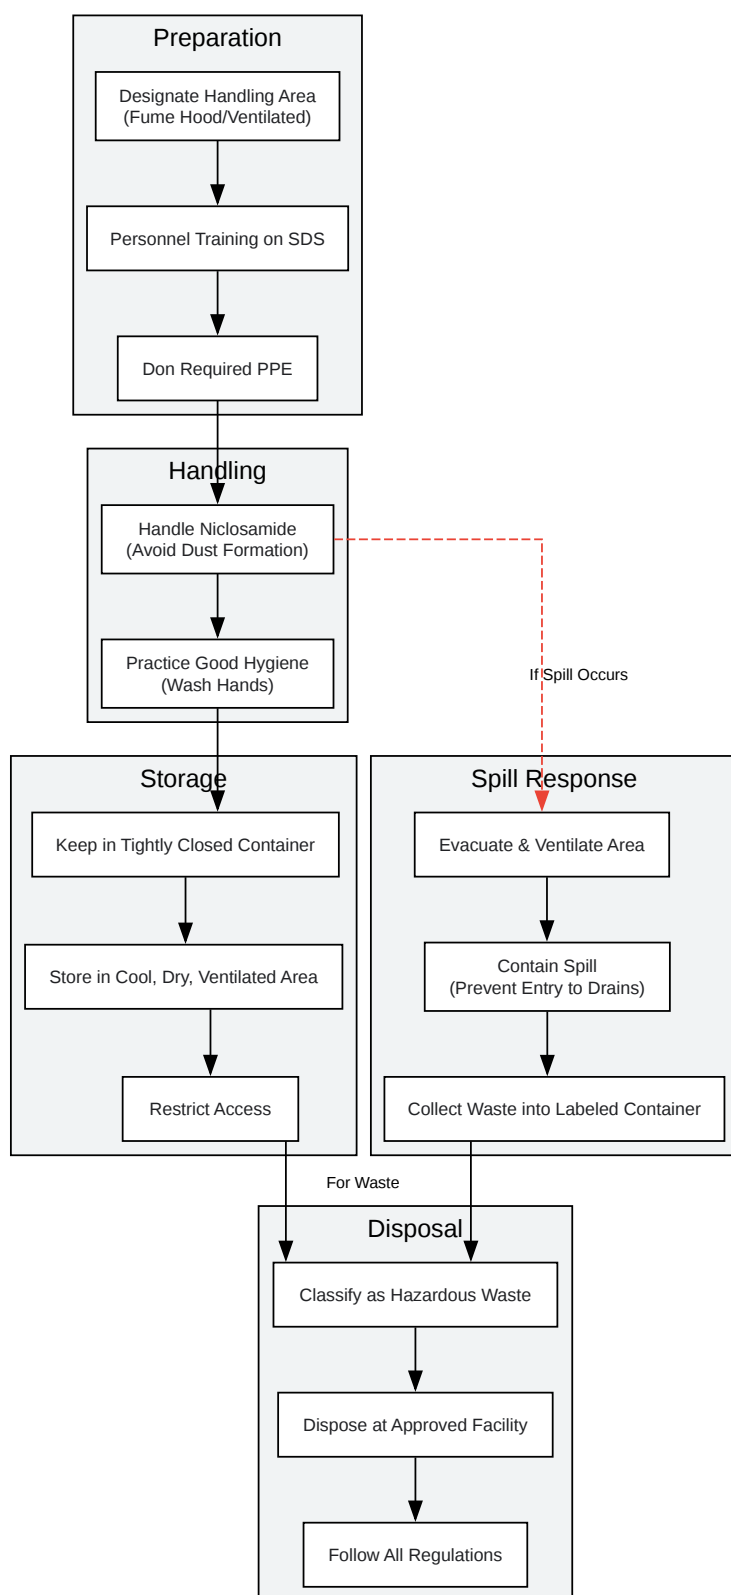 Preparation
Designate Handling Area
(Fume Hood/Ventilated)
Personnel Training on SDS
Don Required PPE
Handling
Handle Niclosamide
(Avoid Dust Formation)
Practice Good Hygiene
(Wash Hands)
If Spill Occurs
Storage
Keep in Tightly Closed Container
Store in Cool, Dry, Ventilated Area
Restrict Access
Spill Response
Evacuate & Ventilate Area
Contain Spill
(Prevent Entry to Drains)
Collect Waste into Labeled Container
For Waste
Disposal
Classify as Hazardous Waste
Dispose at Approved Facility
Follow All Regulations